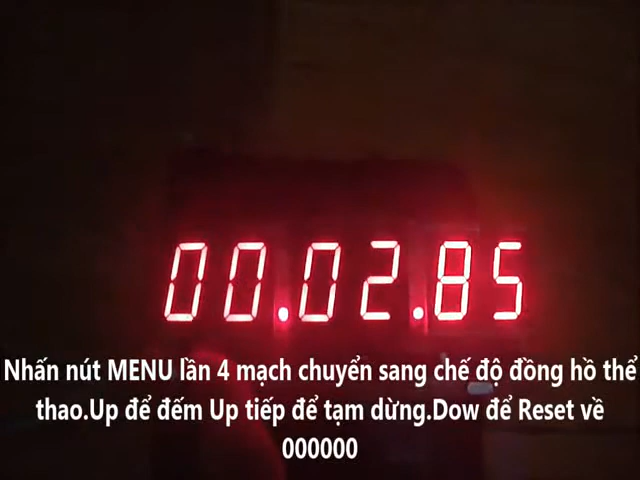 00.02.85
Nhấn nút MENU lần 4 mạch chuyển sang chế độ đồng hồ thể
thao.Up để đếm Up tiếp để tạm dừng.Dow để Reset về
000000